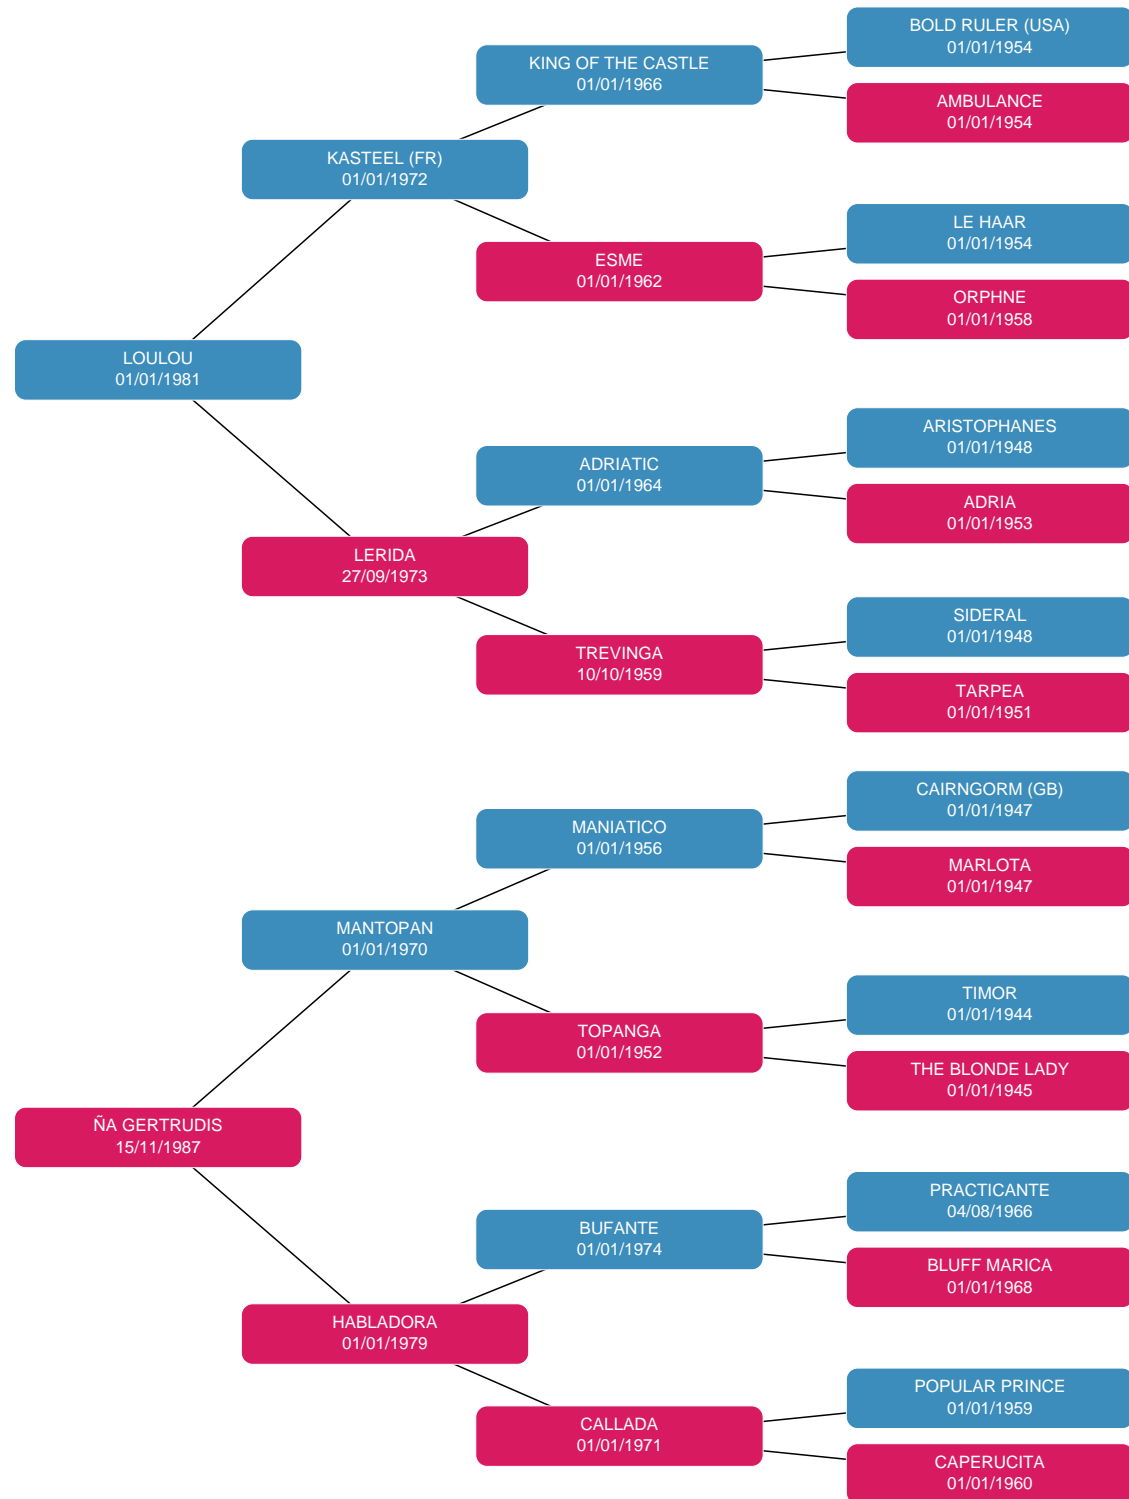 BOLD RULER (USA)
01/01/1954
KING OF THE CASTLE
01/01/1966
AMBULANCE
01/01/1954
KASTEEL (FR)
01/01/1972
LE HAAR
01/01/1954
ESME
01/01/1962
ORPHNE
01/01/1958
LOULOU
01/01/1981
ARISTOPHANES
01/01/1948
ADRIATIC
01/01/1964
ADRIA
01/01/1953
LERIDA
27/09/1973
SIDERAL
01/01/1948
TREVINGA
10/10/1959
TARPEA
01/01/1951
CAIRNGORM (GB)
01/01/1947
MANIATICO
01/01/1956
MARLOTA
01/01/1947
MANTOPAN
01/01/1970
TIMOR
01/01/1944
TOPANGA
01/01/1952
THE BLONDE LADY
01/01/1945
ÑA GERTRUDIS
15/11/1987
PRACTICANTE
04/08/1966
BUFANTE
01/01/1974
BLUFF MARICA
01/01/1968
HABLADORA
01/01/1979
POPULAR PRINCE
01/01/1959
CALLADA
01/01/1971
CAPERUCITA
01/01/1960